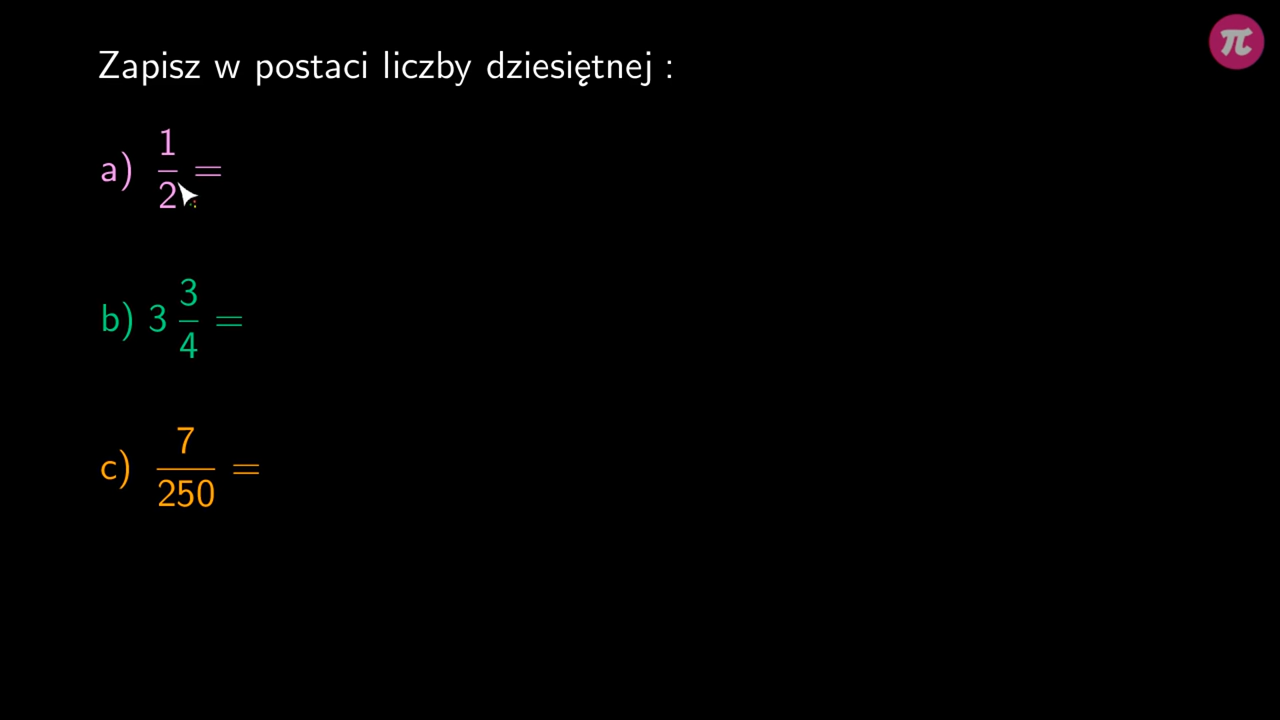 π
Zapisz w postaci liczby dziesiętnej :
a) 1/2 =
b) 3 3/4 =
c) 7/250 =